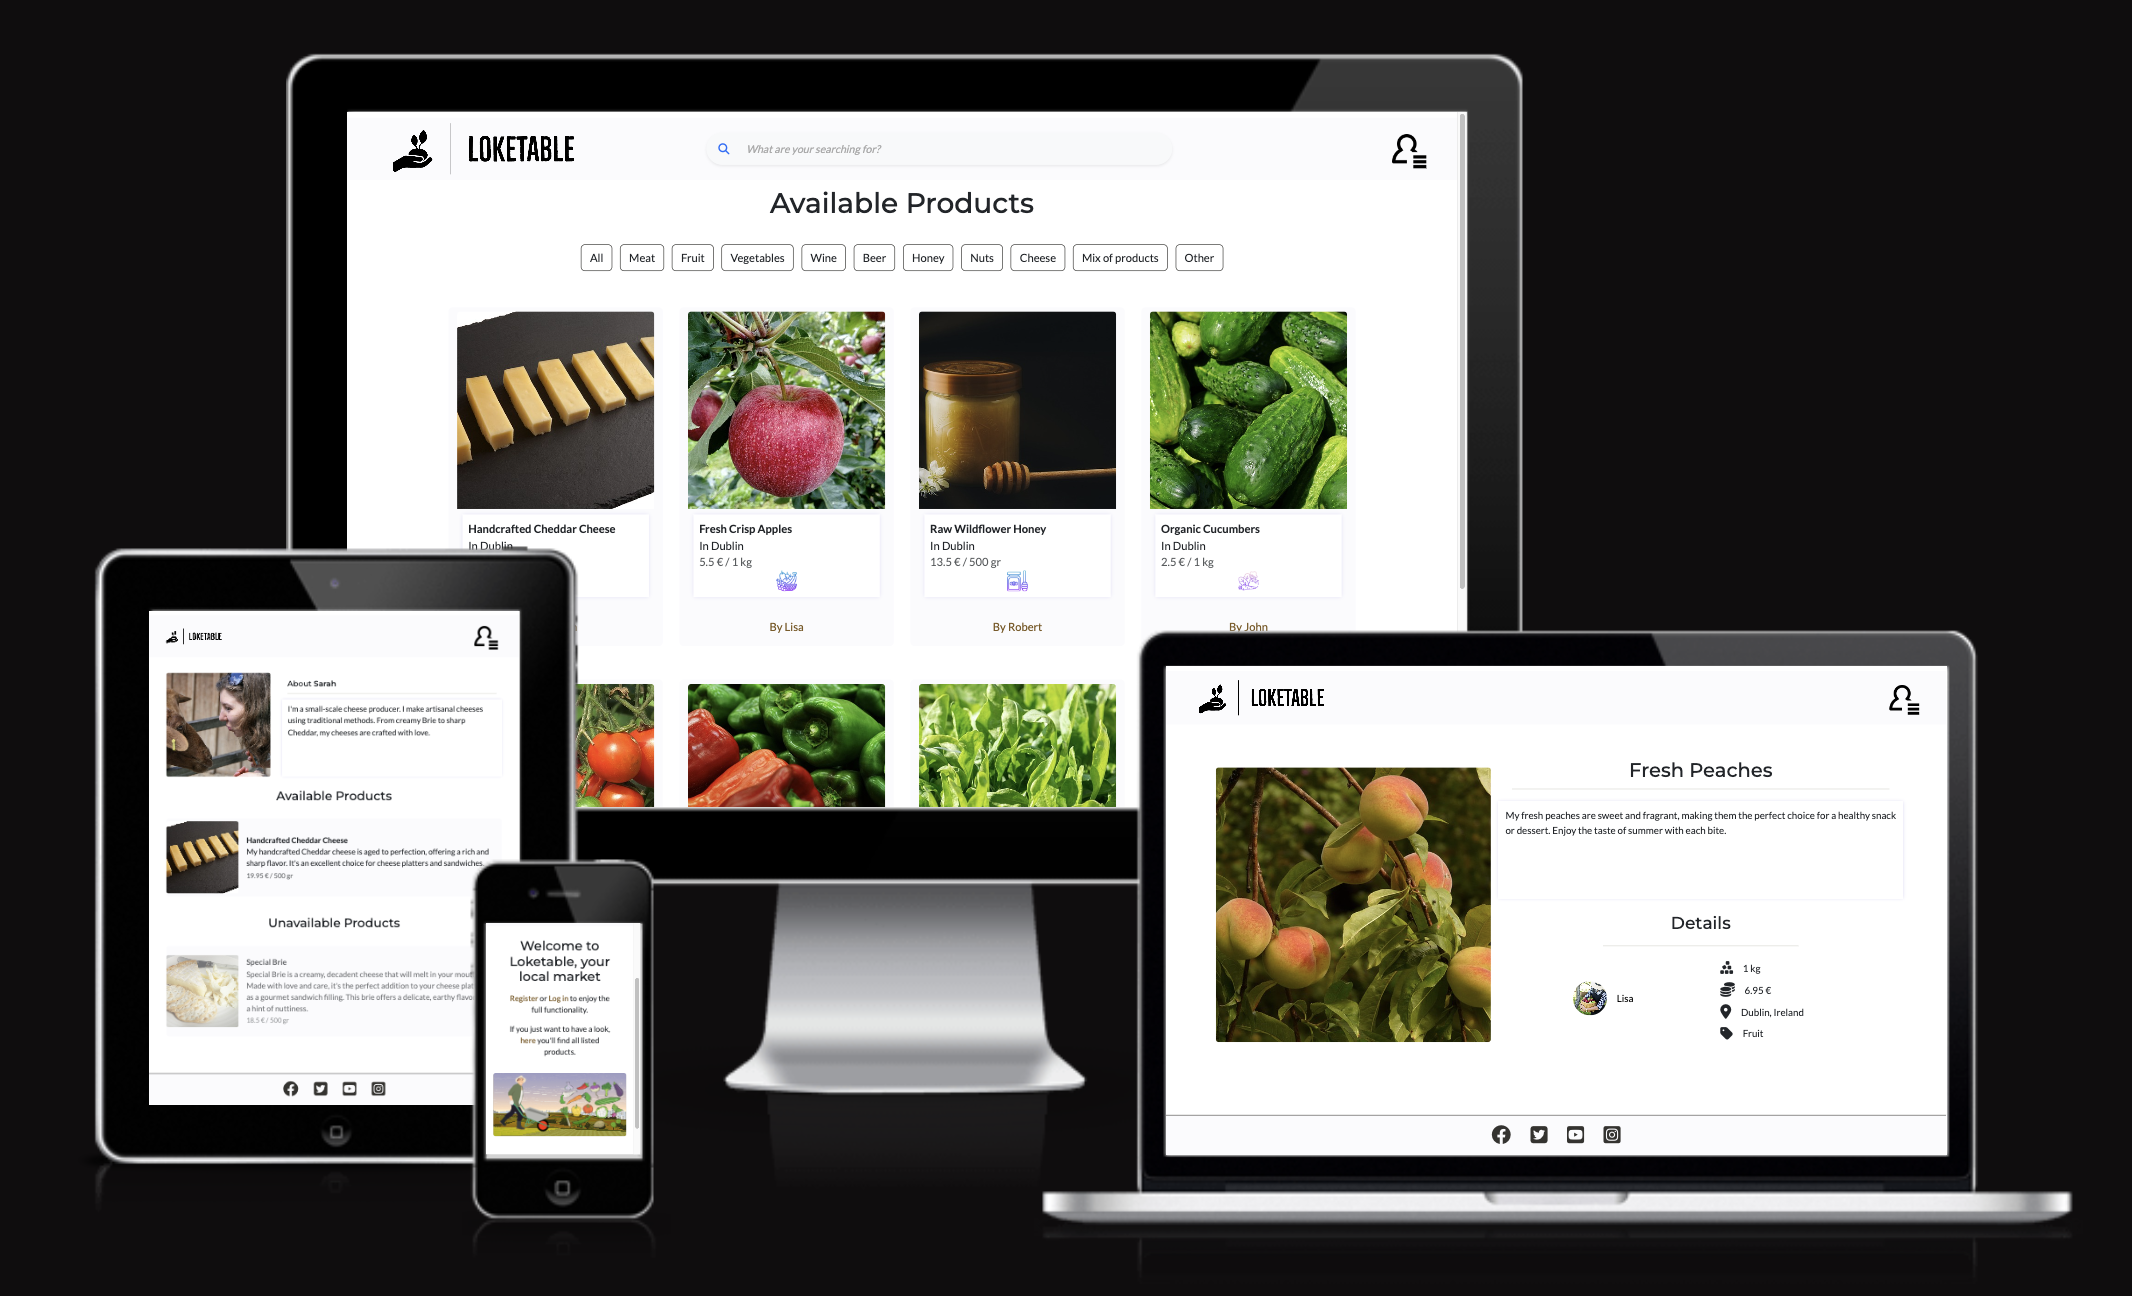 LOKETABLE
What are your searching for?
Available Products
All Meat Fruit Vegetables Wine Beer Honey Nuts Cheese Mix of products Other
Handcrafted Cheddar Cheese
In Dublin
Fresh Crisp Apples
In Dublin
5.5 € / 1 kg
By Lisa
Raw Wildflower Honey
In Dublin
13.5 € / 500 gr
By Robert
Organic Cucumbers
In Dublin
2.5 € / 1 kg
By John
LOKETABLE
About Sarah
I'm a small-scale cheese producer. I make artisanal cheeses
using traditional methods. From creamy Brie to sharp
Cheddar, my cheeses are crafted with love.
Available Products
Handcrafted Cheddar Cheese
My handcrafted Cheddar cheese is aged to perfection, offering a rich and
sharp flavor. It's an excellent choice for cheese platters and sandwiches.
19.95 € / 500 gr
Unavailable Products
Special Brie
Special Brie is a creamy, decadent cheese that will melt in your
Made with love and care, it's the perfect addition to your cheese
as a gourmet sandwich filling. This brie offers a delicate, earthy
a hint of nuttiness.
18.5 € / 500 gr
Welcome to
Loketable, your
local market
Register or Log in to enjoy the
full functionality.
If you just want to have a look,
here you'll find all listed
products.
LOKETABLE
Fresh Peaches
My fresh peaches are sweet and fragrant, making them the perfect choice for a healthy snack
or dessert. Enjoy the taste of summer with each bite.
Details
Lisa
1 kg
6.95 €
Dublin, Ireland
Fruit